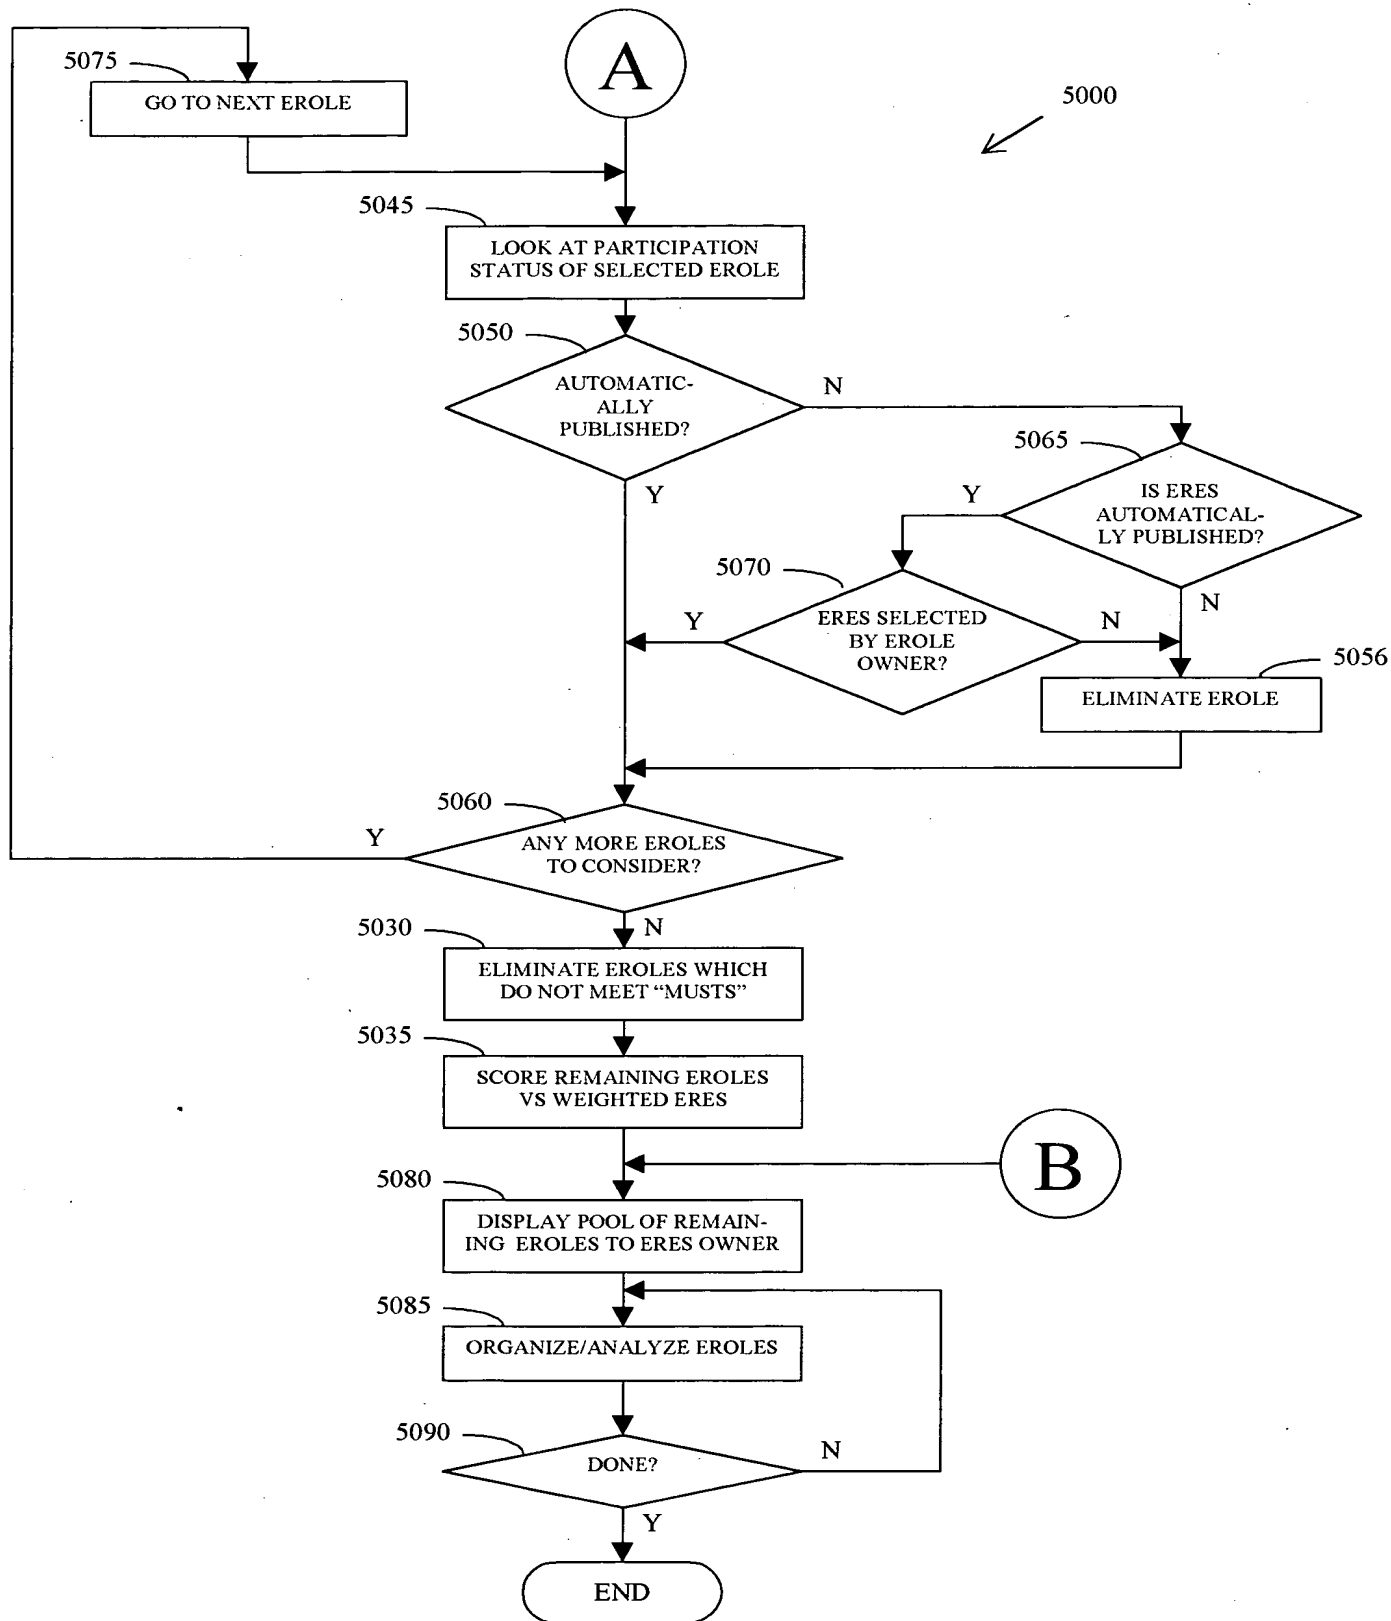 A
5075
GO TO NEXT EROLE
5000
5045
LOOK AT PARTICIPATION
STATUS OF SELECTED EROLE
5050
AUTOMATIC-
ALLY
PUBLISHED?
N
Y
5065
IS ERES
AUTOMATICAL-
LY PUBLISHED?
Y
N
5070
ERES SELECTED
BY EROLE
OWNER?
Y
N
5056
ELIMINATE EROLE
5060
ANY MORE EROLES
TO CONSIDER?
Y
N
5030
ELIMINATE EROLES WHICH
DO NOT MEET “MUSTS”
5035
SCORE REMAINING EROLES
VS WEIGHTED ERES
B
5080
DISPLAY POOL OF REMAIN-
ING EROLES TO ERES OWNER
5085
ORGANIZE/ANALYZE EROLES
5090
DONE?
N
Y
END